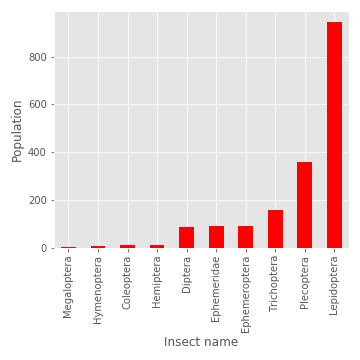 800
600
400
200
0
Population
Megaloptera
Hymenoptera
Coleoptera
Hemiptera
Diptera
Ephemeridae
Ephemeroptera
Trichoptera
Plecoptera
Lepidoptera
Insect name